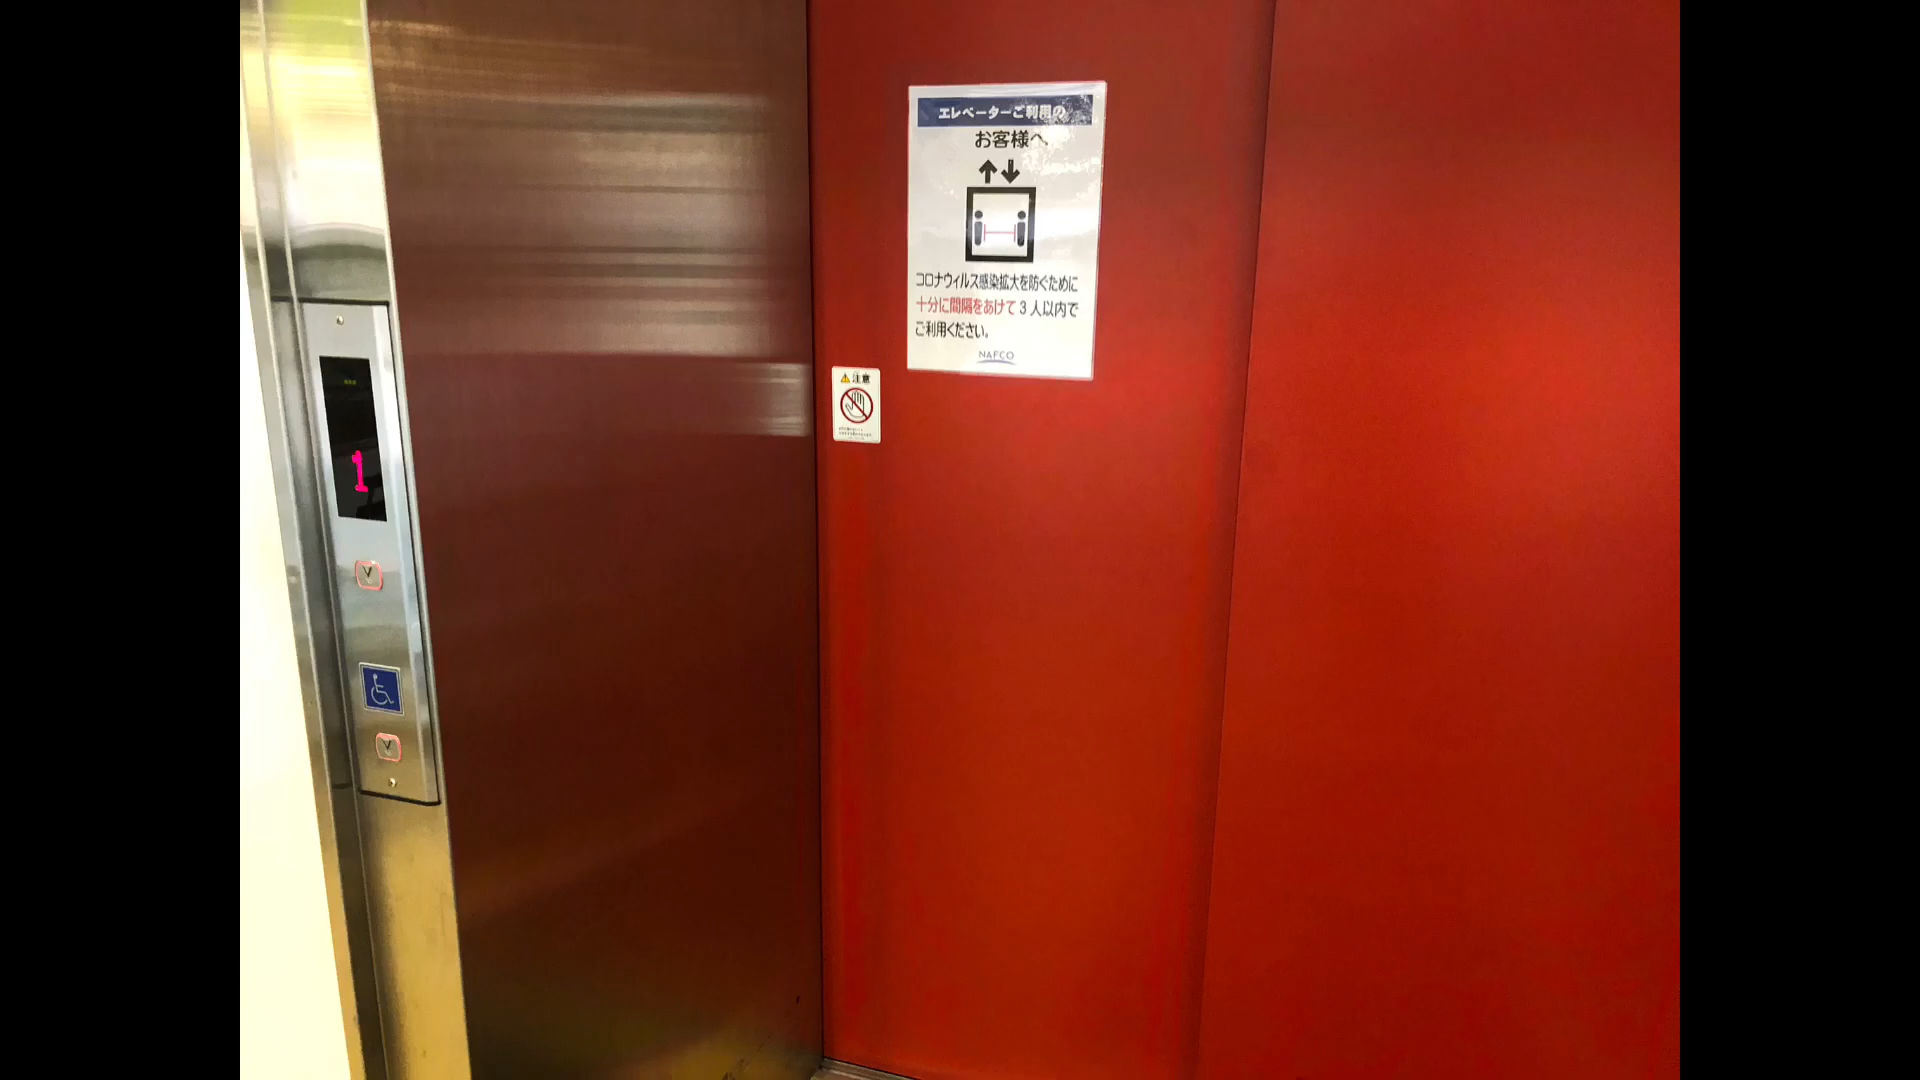 エレベーターご利用の
お客様へ
コロナウィルス感染拡大を防ぐために
十分に間隔をあけて3人以内で
ご利用ください。
NAFCO
注意
1